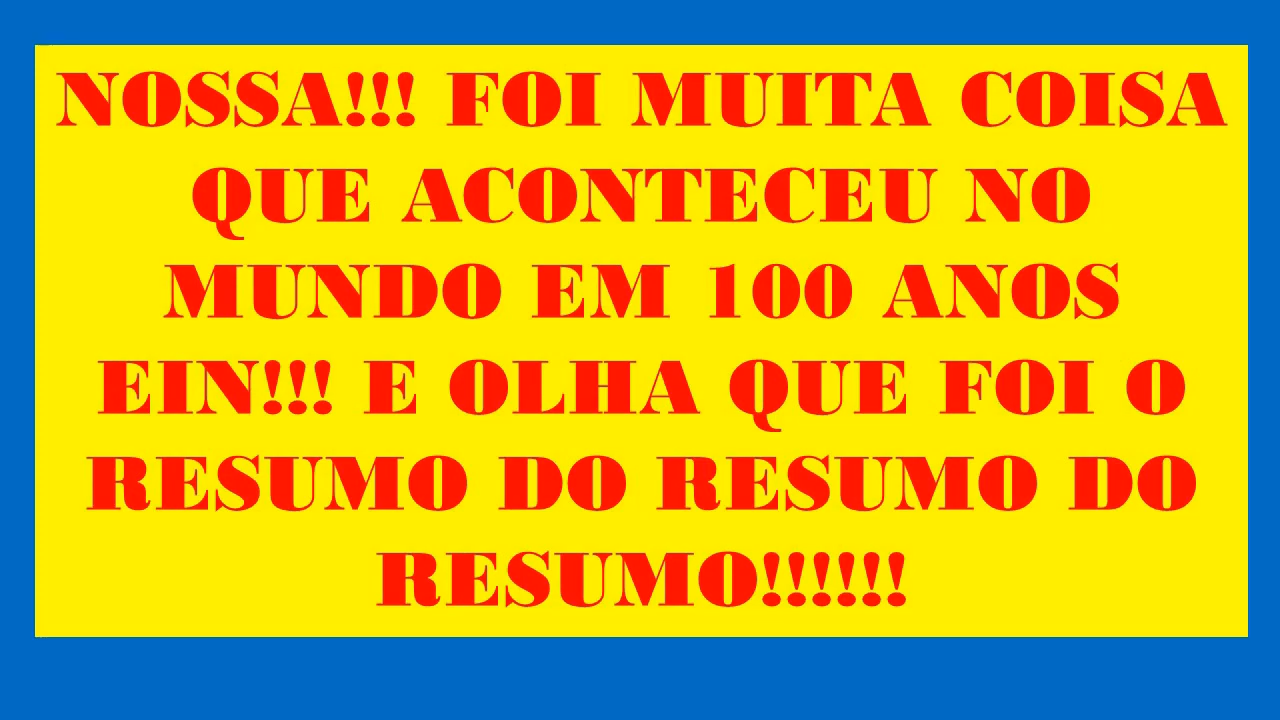 NOSSA!!! FOI MUITA COISA
QUE ACONTECEU NO
MUNDO EM 100 ANOS
EIN!!! E OLHA QUE FOI O
RESUMO DO RESUMO DO
RESUMO!!!!!!